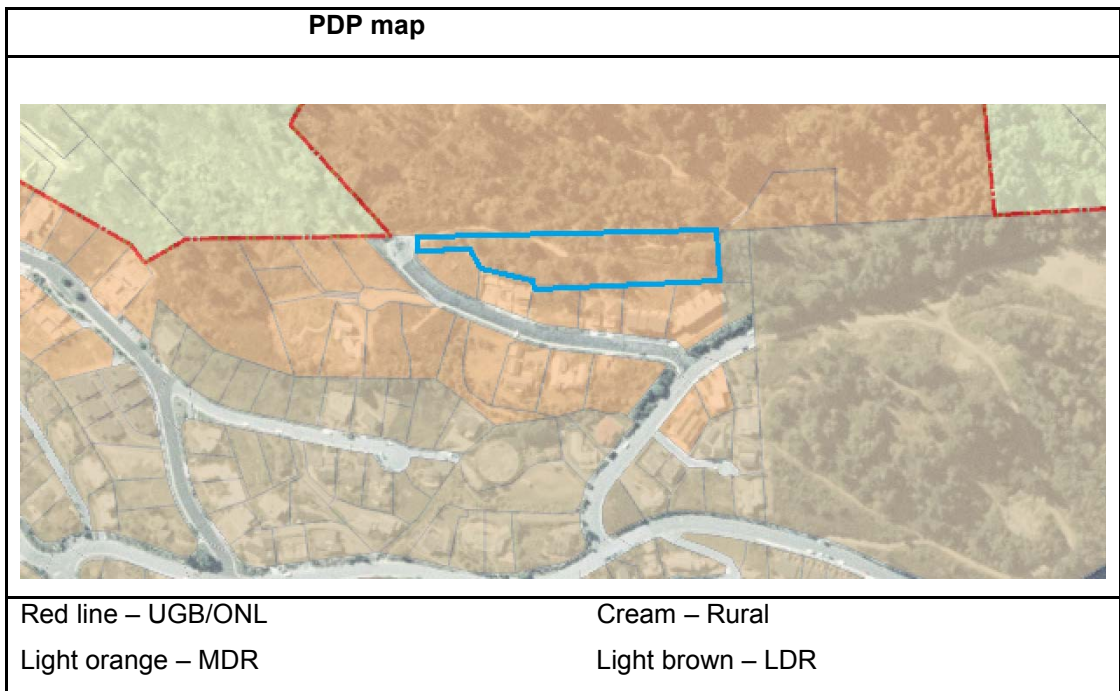 PDP map
Red line – UGB/ONL
Cream – Rural
Light orange – MDR
Light brown – LDR